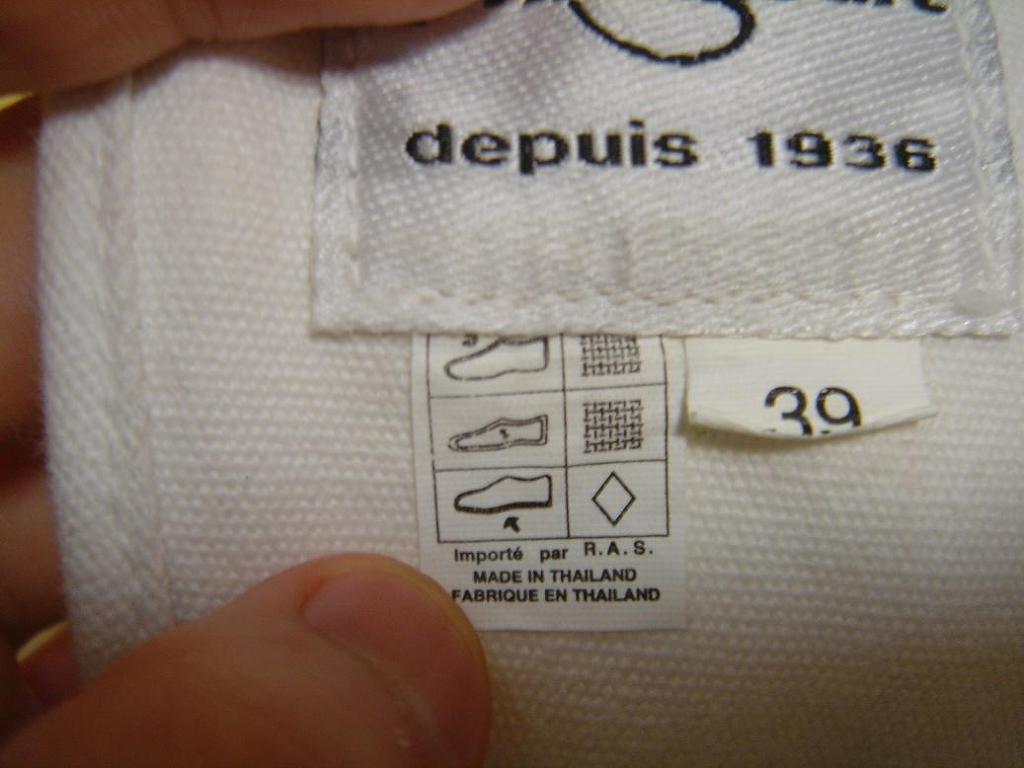 depuis 1936
39
Importé par R.A.S.
MADE IN THAILAND
FABRIQUE EN THAILAND